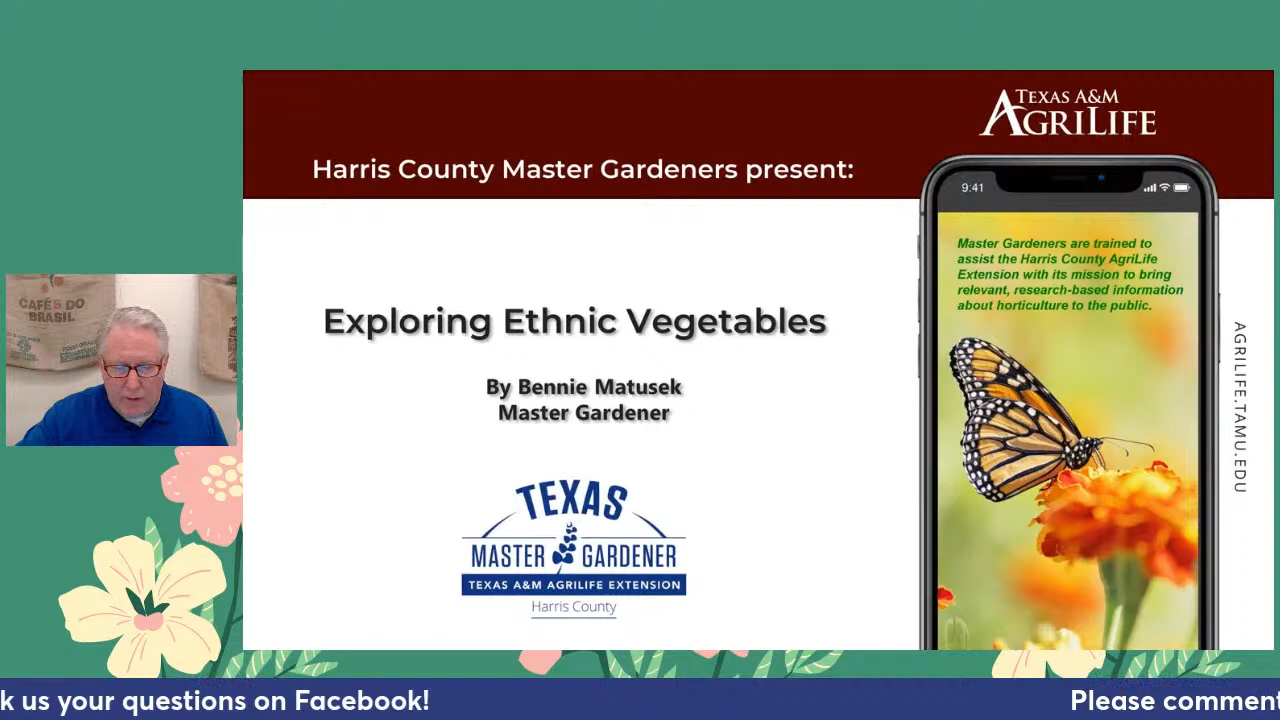 TEXAS A&M
AGRILIFE
Harris County Master Gardeners present:
9:41
Master Gardeners are trained to
assist the Harris County AgriLife
Extension with its mission to bring
relevant, research-based information
about horticulture to the public.
AGRILIFE.TAMU.EDU
Exploring Ethnic Vegetables
By Bennie Matusek
Master Gardener
TEXAS
MASTER GARDENER
TEXAS A&M AGRILIFE EXTENSION
Harris County
CAFÉS DO
BRASIL
k us your questions on Facebook!
Please comment